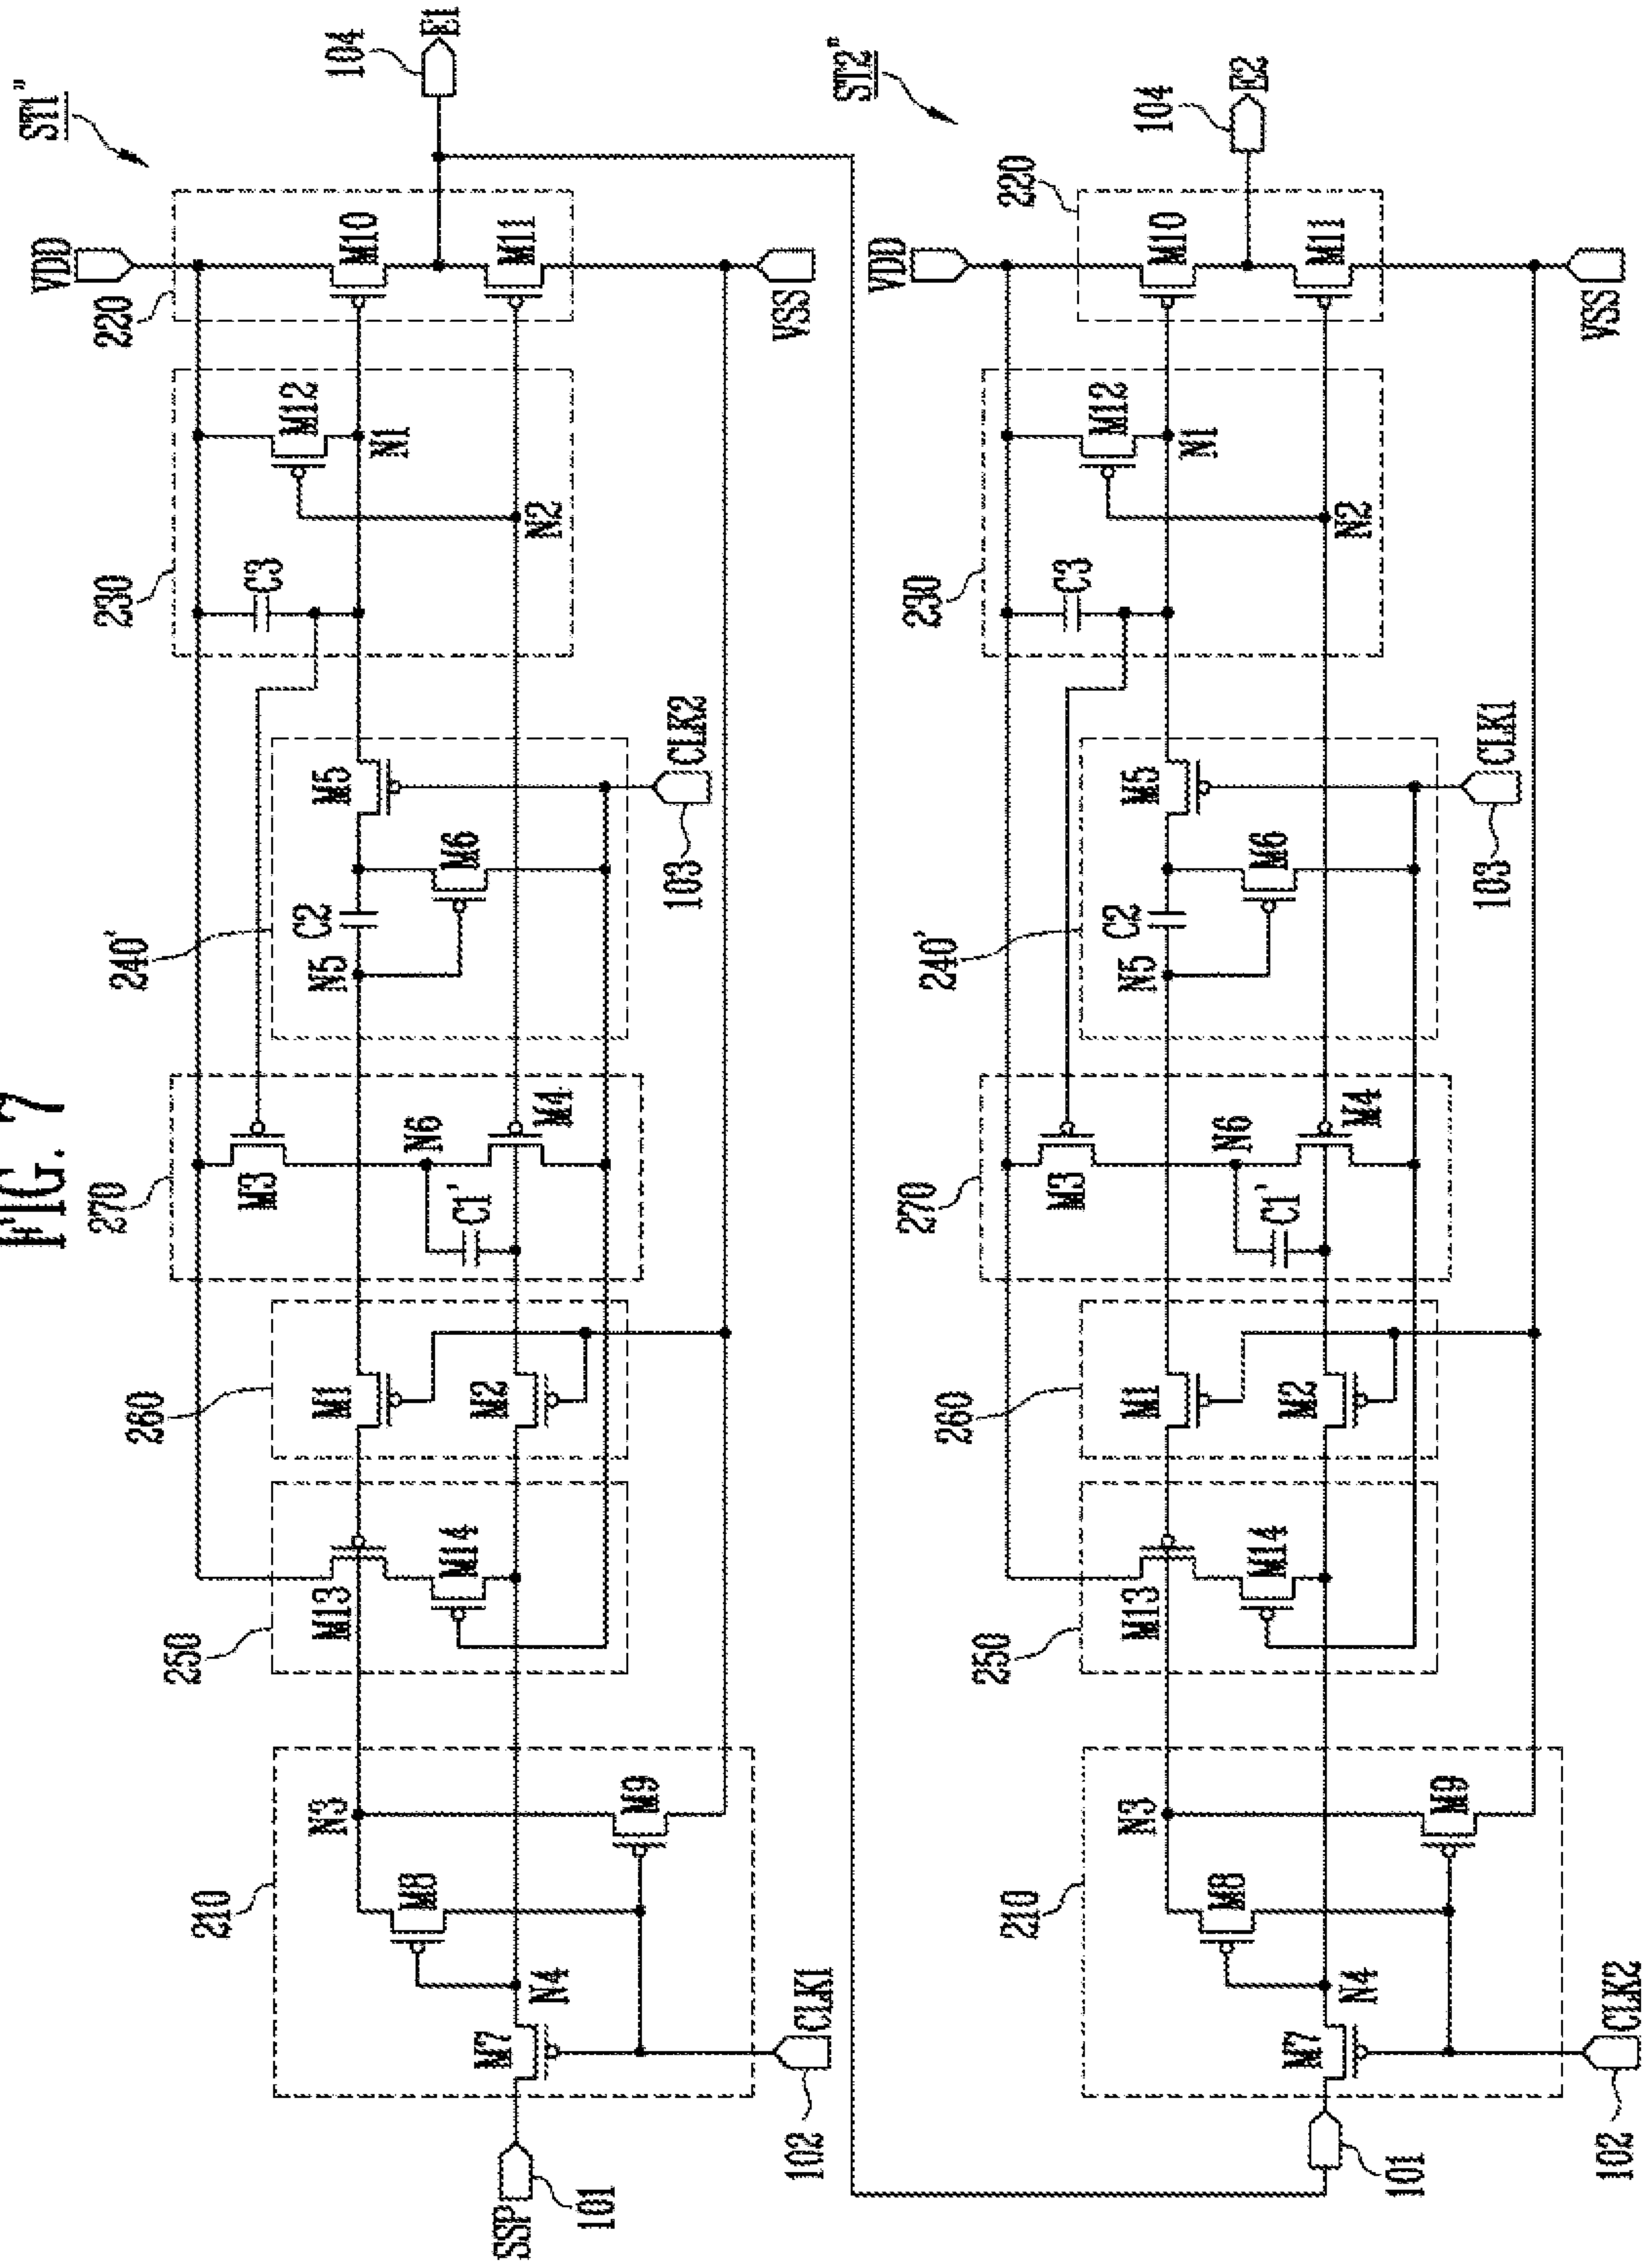 FIG. 7
ST1"
VDD
220
M10
M11
VSS
104
E1
230
C3
M12
N1
N2
240'
N5
C2
M5
M6
CLK2
103
270
M3
N6
C1'
M4
260
M1
M2
250
M13
M14
210
N3
M8
M9
N4
M7
CLK1
102
SSP
101
ST2"
VDD
220
M10
M11
VSS
104
E2
230
C3
M12
N1
N2
240'
N5
C2
M5
M6
CLK1
103
270
M3
N6
C1'
M4
260
M1
M2
250
M13
M14
210
N3
M8
M9
N4
M7
CLK2
102
101